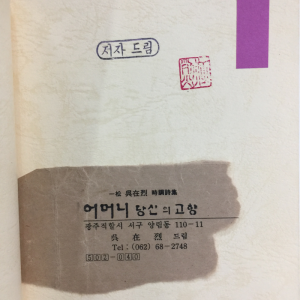 저자 드림
一松 吳在烈 時調詩集
어머니 당신의 고향
광주직할시 서구 양림동 110-11
吳 在 烈 드림
Tel : (062) 68-2748
502-040